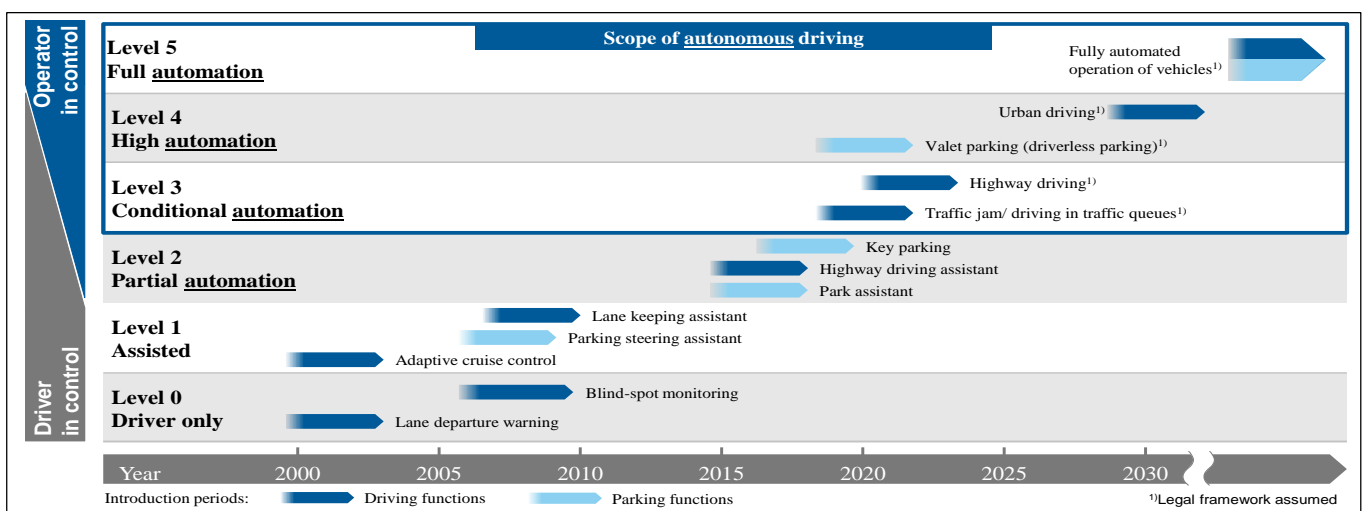 Operator
in control
Driver
in control
Scope of autonomous driving
Level 5
Full automation
Fully automated
operation of vehicles1)
Level 4
High automation
Urban driving1)
Valet parking (driverless parking)1)
Level 3
Conditional automation
Highway driving1)
Traffic jam/ driving in traffic queues1)
Level 2
Partial automation
Key parking
Highway driving assistant
Park assistant
Level 1
Assisted
Lane keeping assistant
Parking steering assistant
Adaptive cruise control
Level 0
Driver only
Blind-spot monitoring
Lane departure warning
Year 2000 2005 2010 2015 2020 2025 2030
Introduction periods: Driving functions Parking functions 1)Legal framework assumed